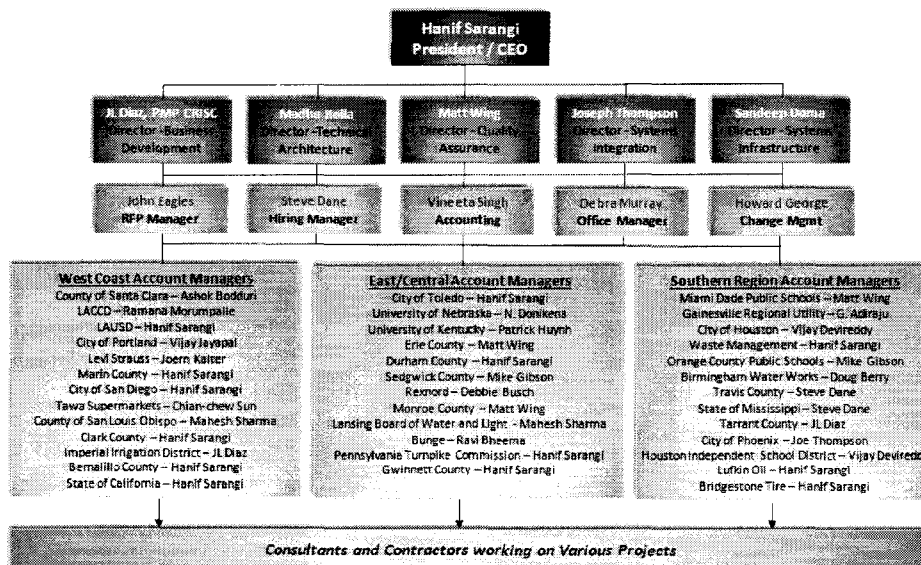 Hanif Sarangi
President / CEO
JL Diaz, PMP CRISC
Director -Business
Development
Madha
Director -Technical
Architecture
Matt Wing
Director -Quality
Assurance
Joseph Thompson
Director -Systems
Integration
Sandeep Dama
Director -Systems
Infrastructure
John Eagles
RFP Manager
Steve Dane
Hiring Manager
Vineeta Singh
Accounting
Debra Murray
Office Manager
Howard George
Change Mgmt
West Coast Account Managers
County of Santa Clara – Ashok Bodduri
LACCD – Ramana Morumpalle
LAUSD – Hanif Sarangi
City of Portland – Vijay Jayapal
Levi Strauss – Joern Kaiser
Marin County – Hanif Sarangi
City of San Diego – Hanif Sarangi
Tawa Supermarkets – Chian-chew Sun
County of San Louis Obispo – Mahesh Sharma
Clark County – Hanif Sarangi
Imperial Irrigation District – JL Diaz
Bernalillo County – Hanif Sarangi
State of California – Hanif Sarangi
East/Central Account Managers
City of Toledo – Hanif Sarangi
University of Nebraska – N. Donikena
University of Kentucky – Patrick Huynh
Erie County – Matt Wing
Durham County – Hanif Sarangi
Sedgwick County – Mike Gibson
Rexnord – Debbie Busch
Monroe County – Matt Wing
Lansing Board of Water and Light - Mahesh Sharma
Bunge – Ravi Bheema
Pennsylvania Turnpike Commission – Hanif Sarangi
Gwinnett County – Hanif Sarangi
Southern Region Account Managers
Miami Dade Public Schools – Matt Wing
Gainesville Regional Utility – G. Adiraju
City of Houston – Vijay Devireddy
Waste Management – Hanif Sarangi
Orange County Public Schools – Mike Gibson
Birmingham Water Works – Doug Berry
Travis County – Steve Dane
State of Mississippi – Steve Dane
Tarrant County – JL Diaz
City of Phoenix – Joe Thompson
Houston Independent School District – Vijay Devireddy
Lufkin Oil – Hanif Sarangi
Bridgestone Tire – Hanif Sarangi
Consultants and Contractors working on Various Projects